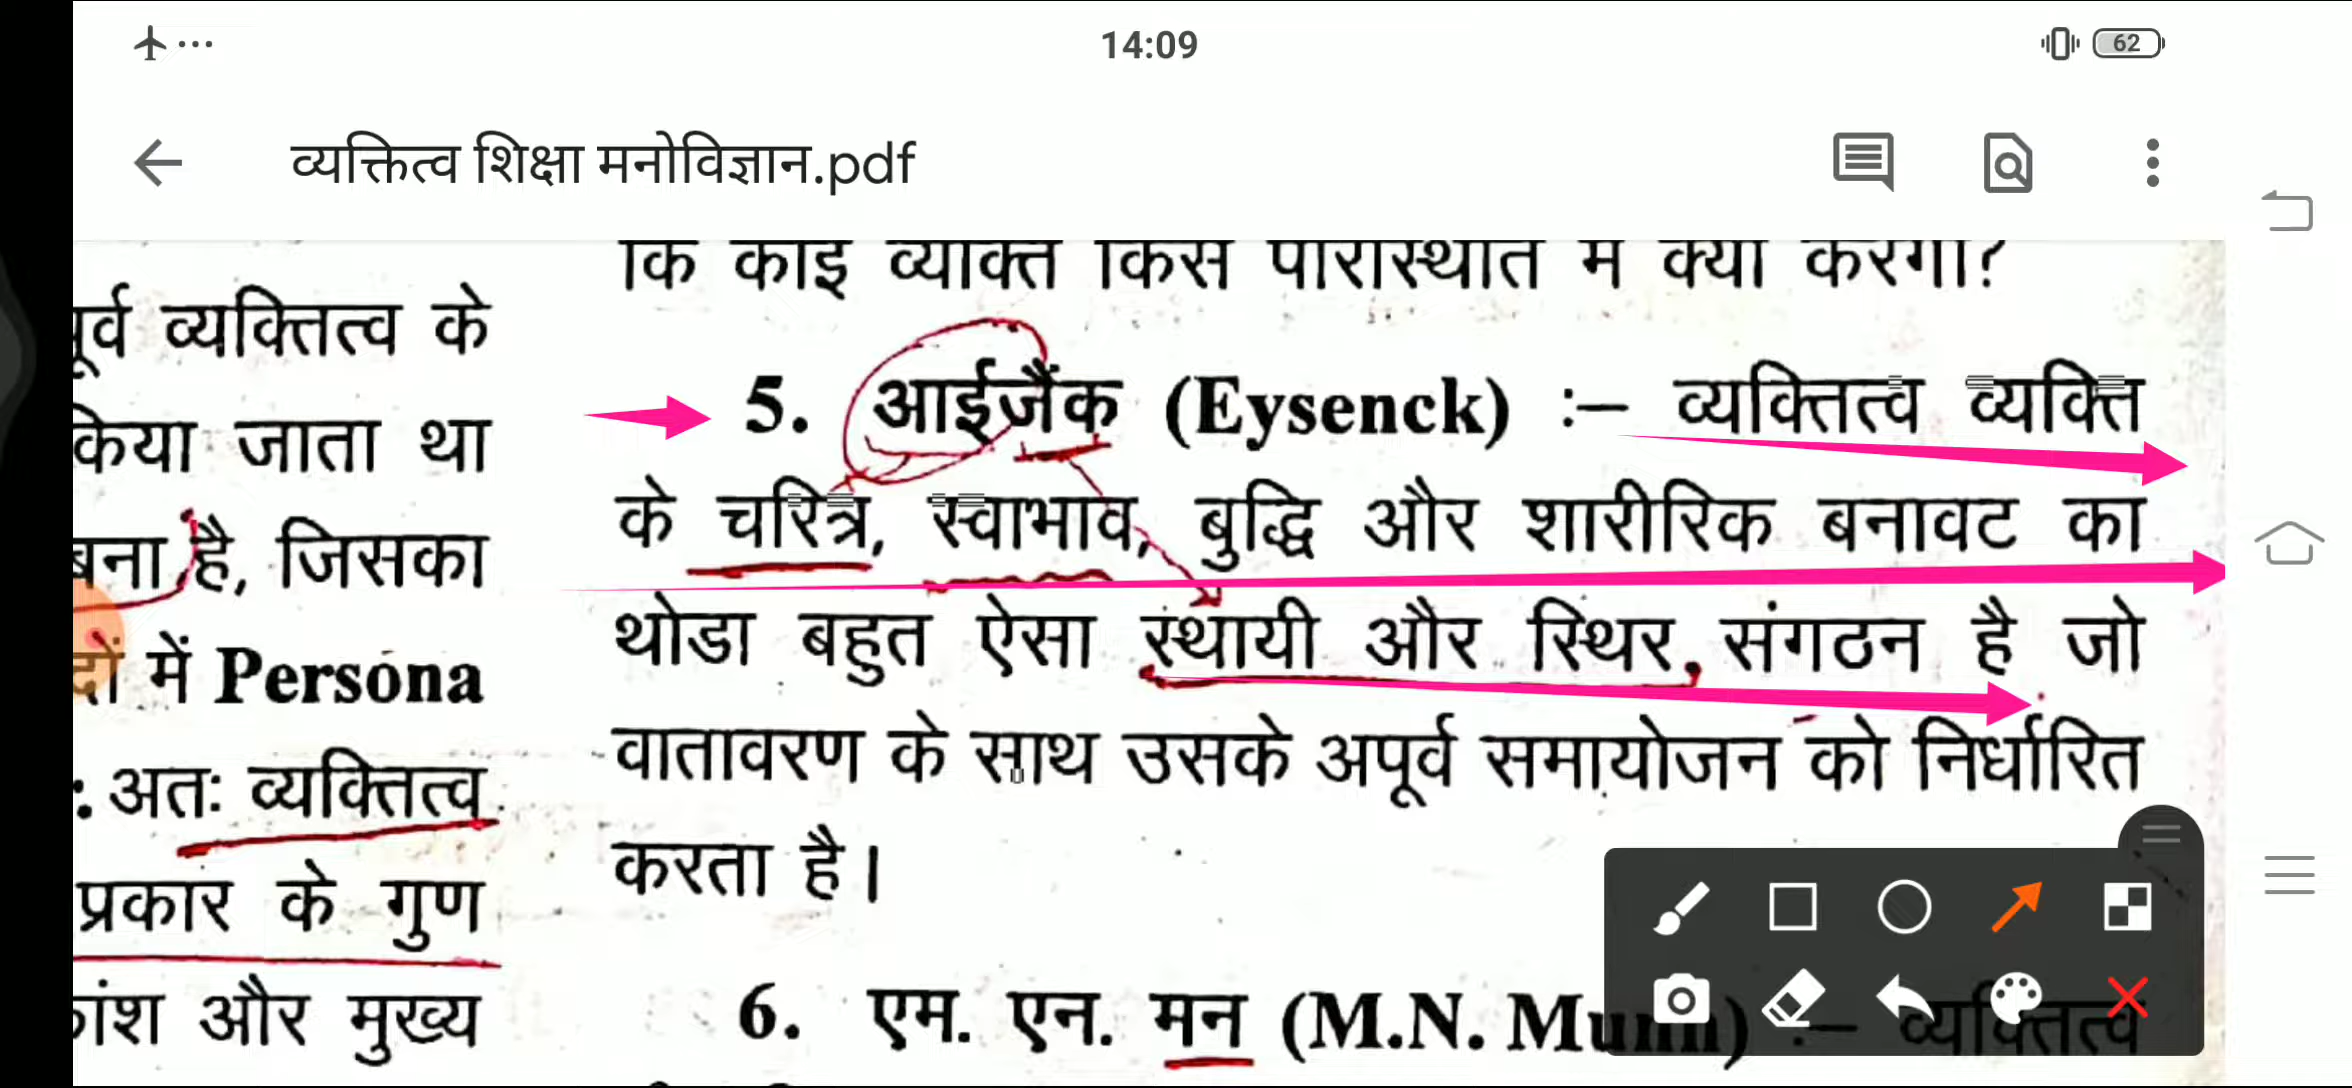 14:09
62
व्यक्तित्व शिक्षा मनोविज्ञान.pdf
व्यक्तित्व के
किया जाता था
बना है, जिसका
में Persona
अतः व्यक्तित्व
प्रकार के गुण
और मुख्य
कि कोई व्यक्ति किस परिस्थिति में क्या करेगा?
5. आईजैंक (Eysenck) :– व्यक्तित्व व्यक्ति
के चरित्र, स्वाभाव, बुद्धि और शारीरिक बनावट का
थोडा बहुत ऐसा स्थायी और स्थिर, संगठन है जो
वातावरण के साथ उसके अपूर्व समायोजन को निर्धारित
करता है।
6. एम. एन. मन (M.N. Munn) :– व्यक्तित्व